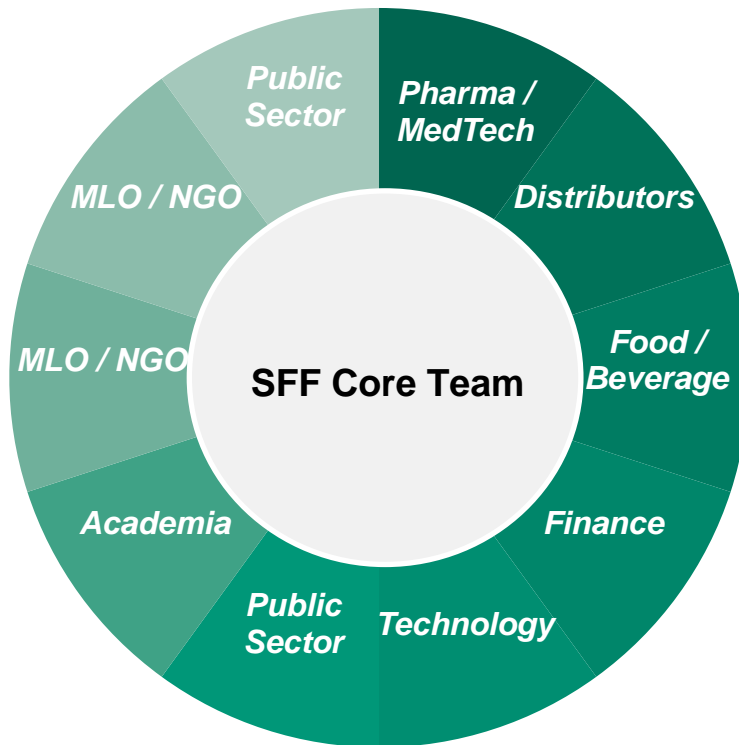 Public
Sector
Pharma /
MedTech
MLO / NGO
Distributors
MLO / NGO
Food /
Beverage
SFF Core Team
Academia
Finance
Public
Sector
Technology